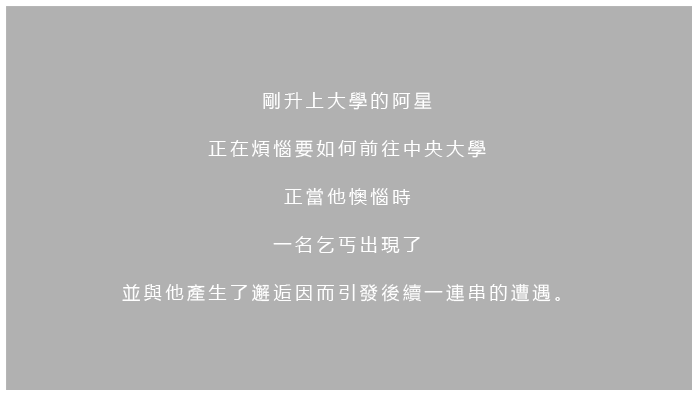 剛升上大學的阿星
正在煩惱要如何前往中央大學
正當他懊惱時
一名乞丐出現了
並與他產生了邂逅因而引發後續一連串的遭遇。